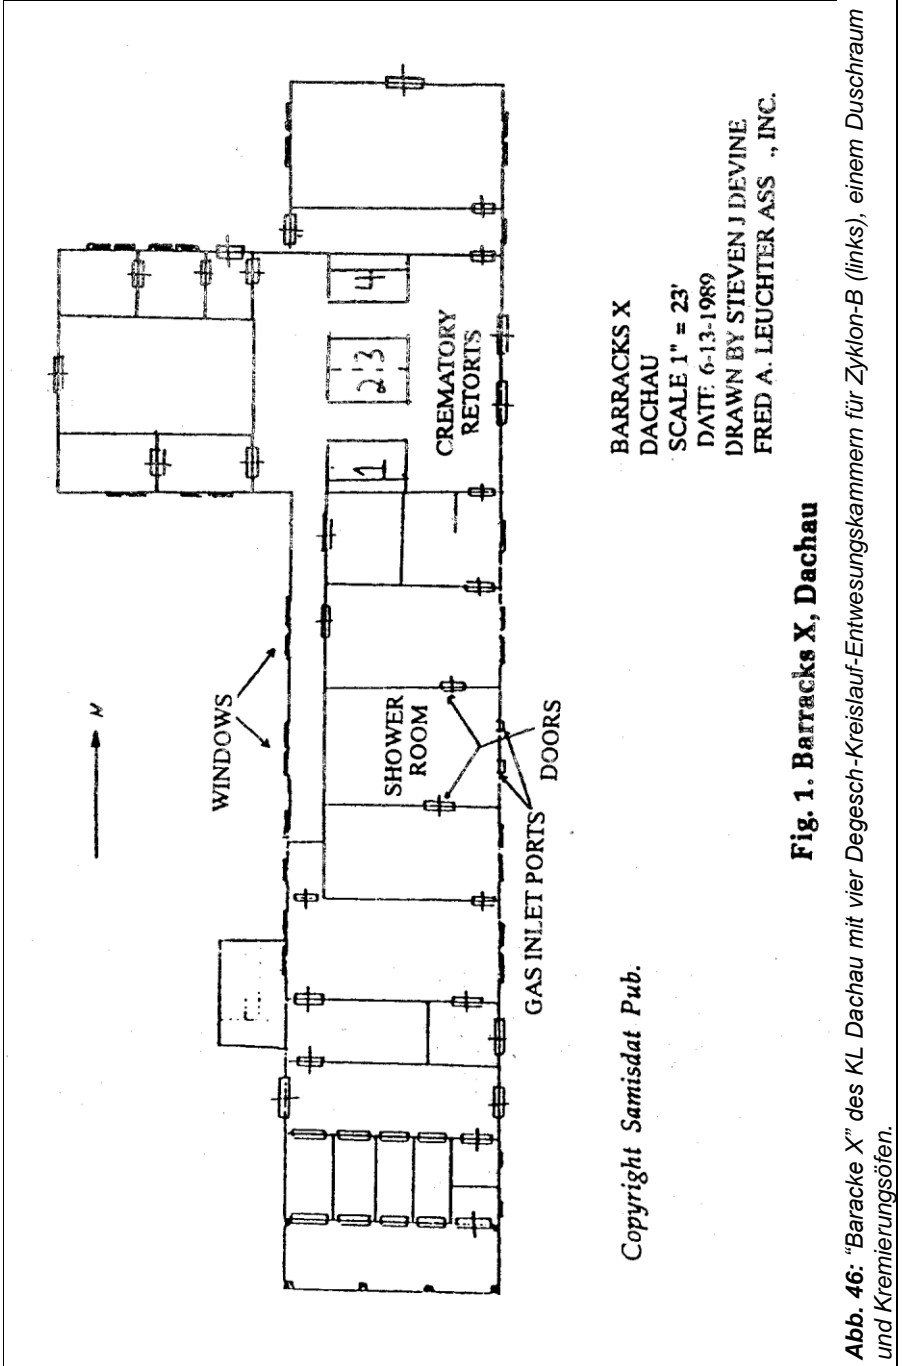 N
WINDOWS
SHOWER
ROOM
DOORS
GAS INLET PORTS
1
2
3
4
CREMATORY
RETORTS
BARRACKS X
DACHAU
SCALE 1" = 23'
DATE 6-13-1989
DRAWN BY STEVEN J DEVINE
FRED A. LEUCHTER ASS ., INC.
Copyright Samisdat Pub.
Fig. 1. Barracks X, Dachau
Abb. 46: “Baracke X” des KL Dachau mit vier Degesch-Kreislauf-Entwesungskammern für Zyklon-B (links), einem Duschraum
und Kremierungsöfen.